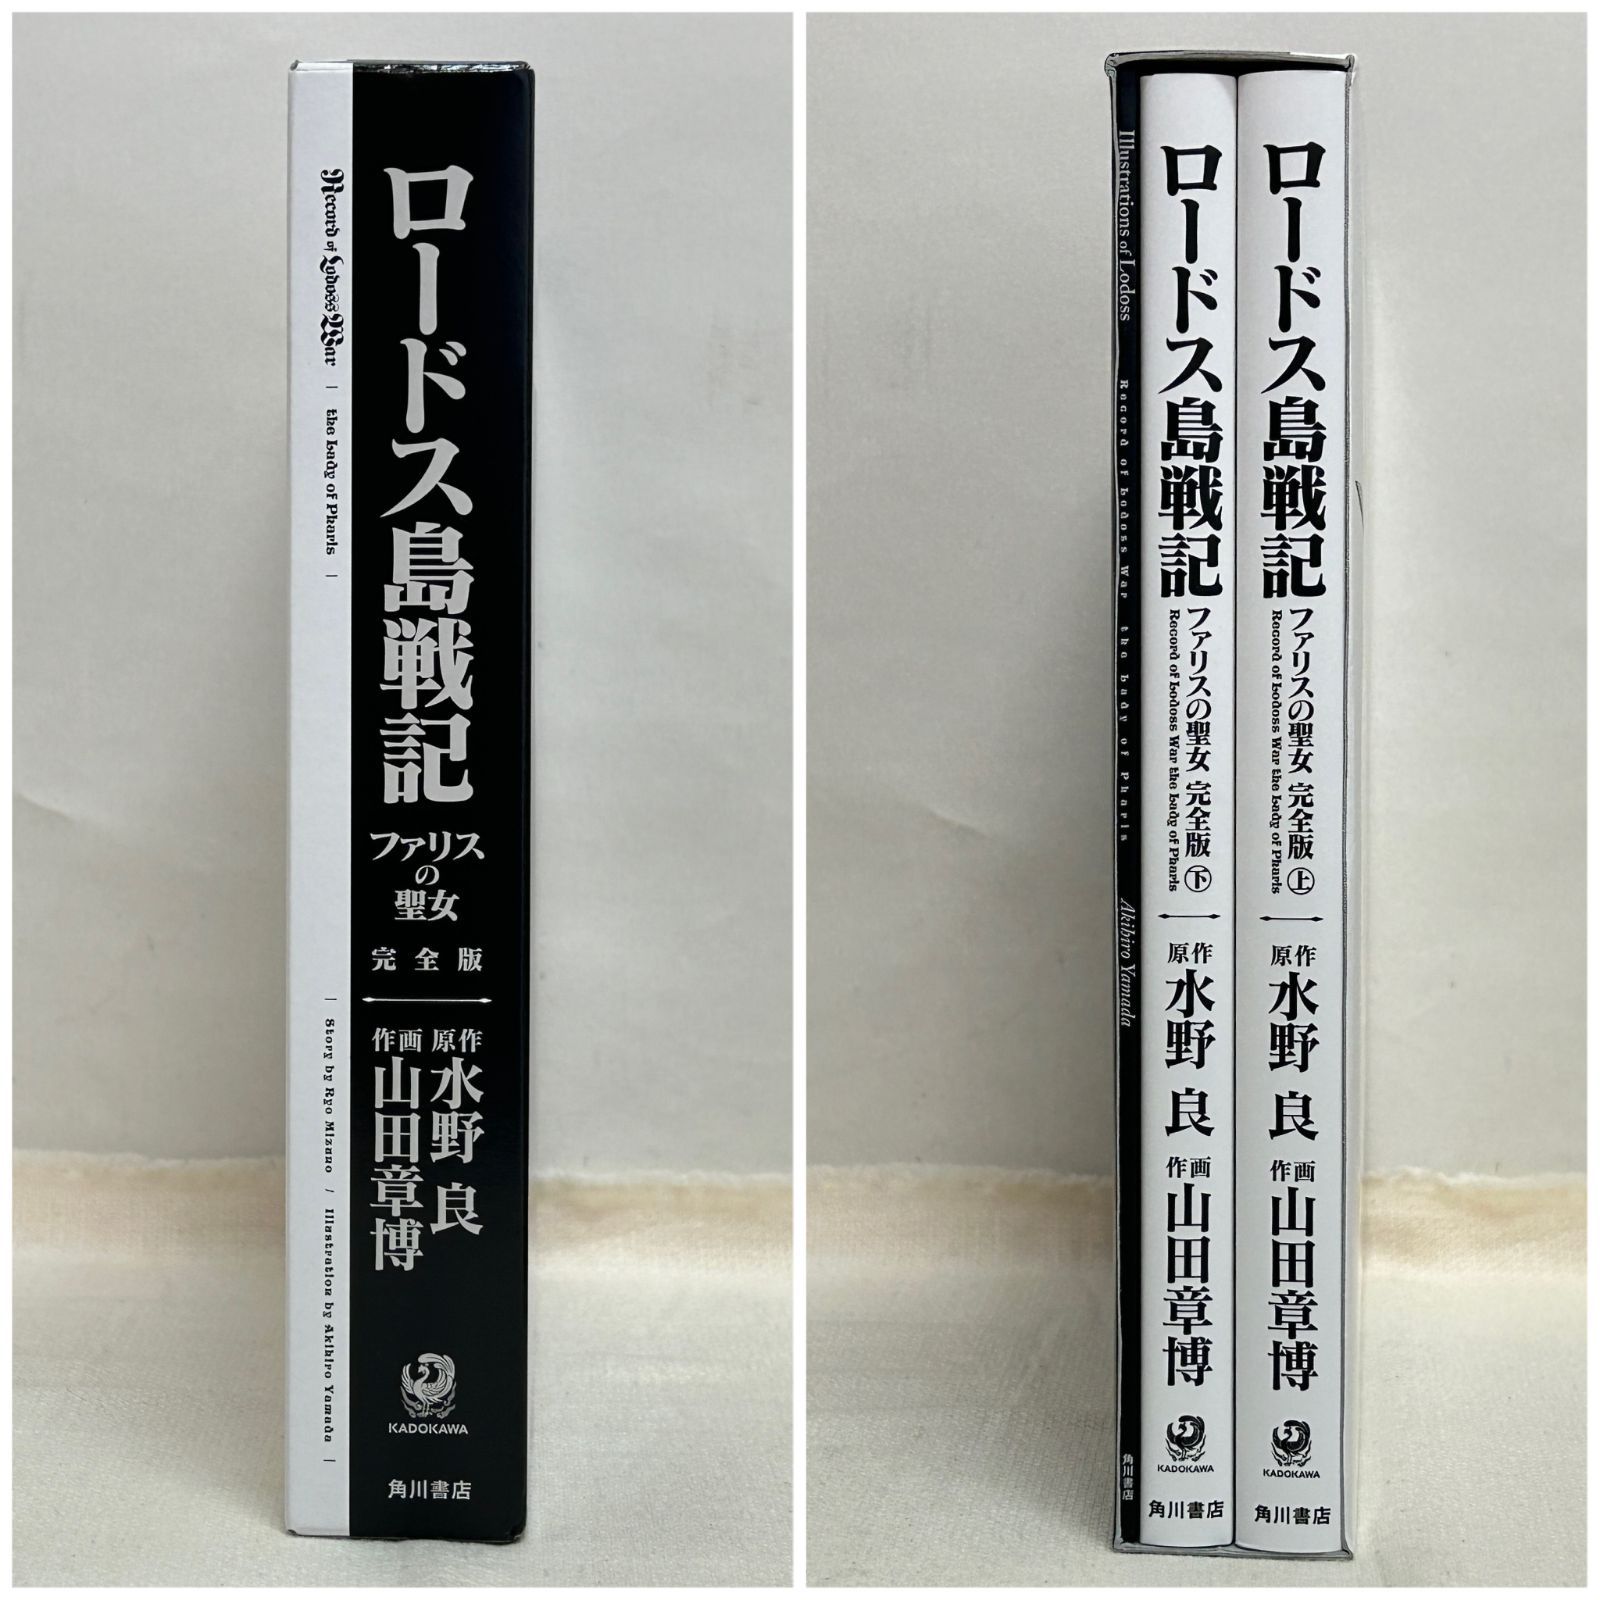 ロードス島戦記
ファリス
の
聖女
完全版
原作
水野 良
作画
山田章博
KADOKAWA
角川書店
Record of Lodoss War | the Lady of Pharis |
| Story by Ryo Mizuno / Illustration by Akihiro Yamada |
ロードス島戦記
ファリスの聖女 完全版 上
Record of Lodoss War the Lady of Pharis
原作
水野 良
作画
山田章博
KADOKAWA
角川書店
ロードス島戦記
ファリスの聖女 完全版 下
Record of Lodoss War the Lady of Pharis
原作
水野 良
作画
山田章博
KADOKAWA
角川書店
Illustrations of Lodoss Record of Lodoss War the Lady of Pharis Akihiro Yamada 角川書店